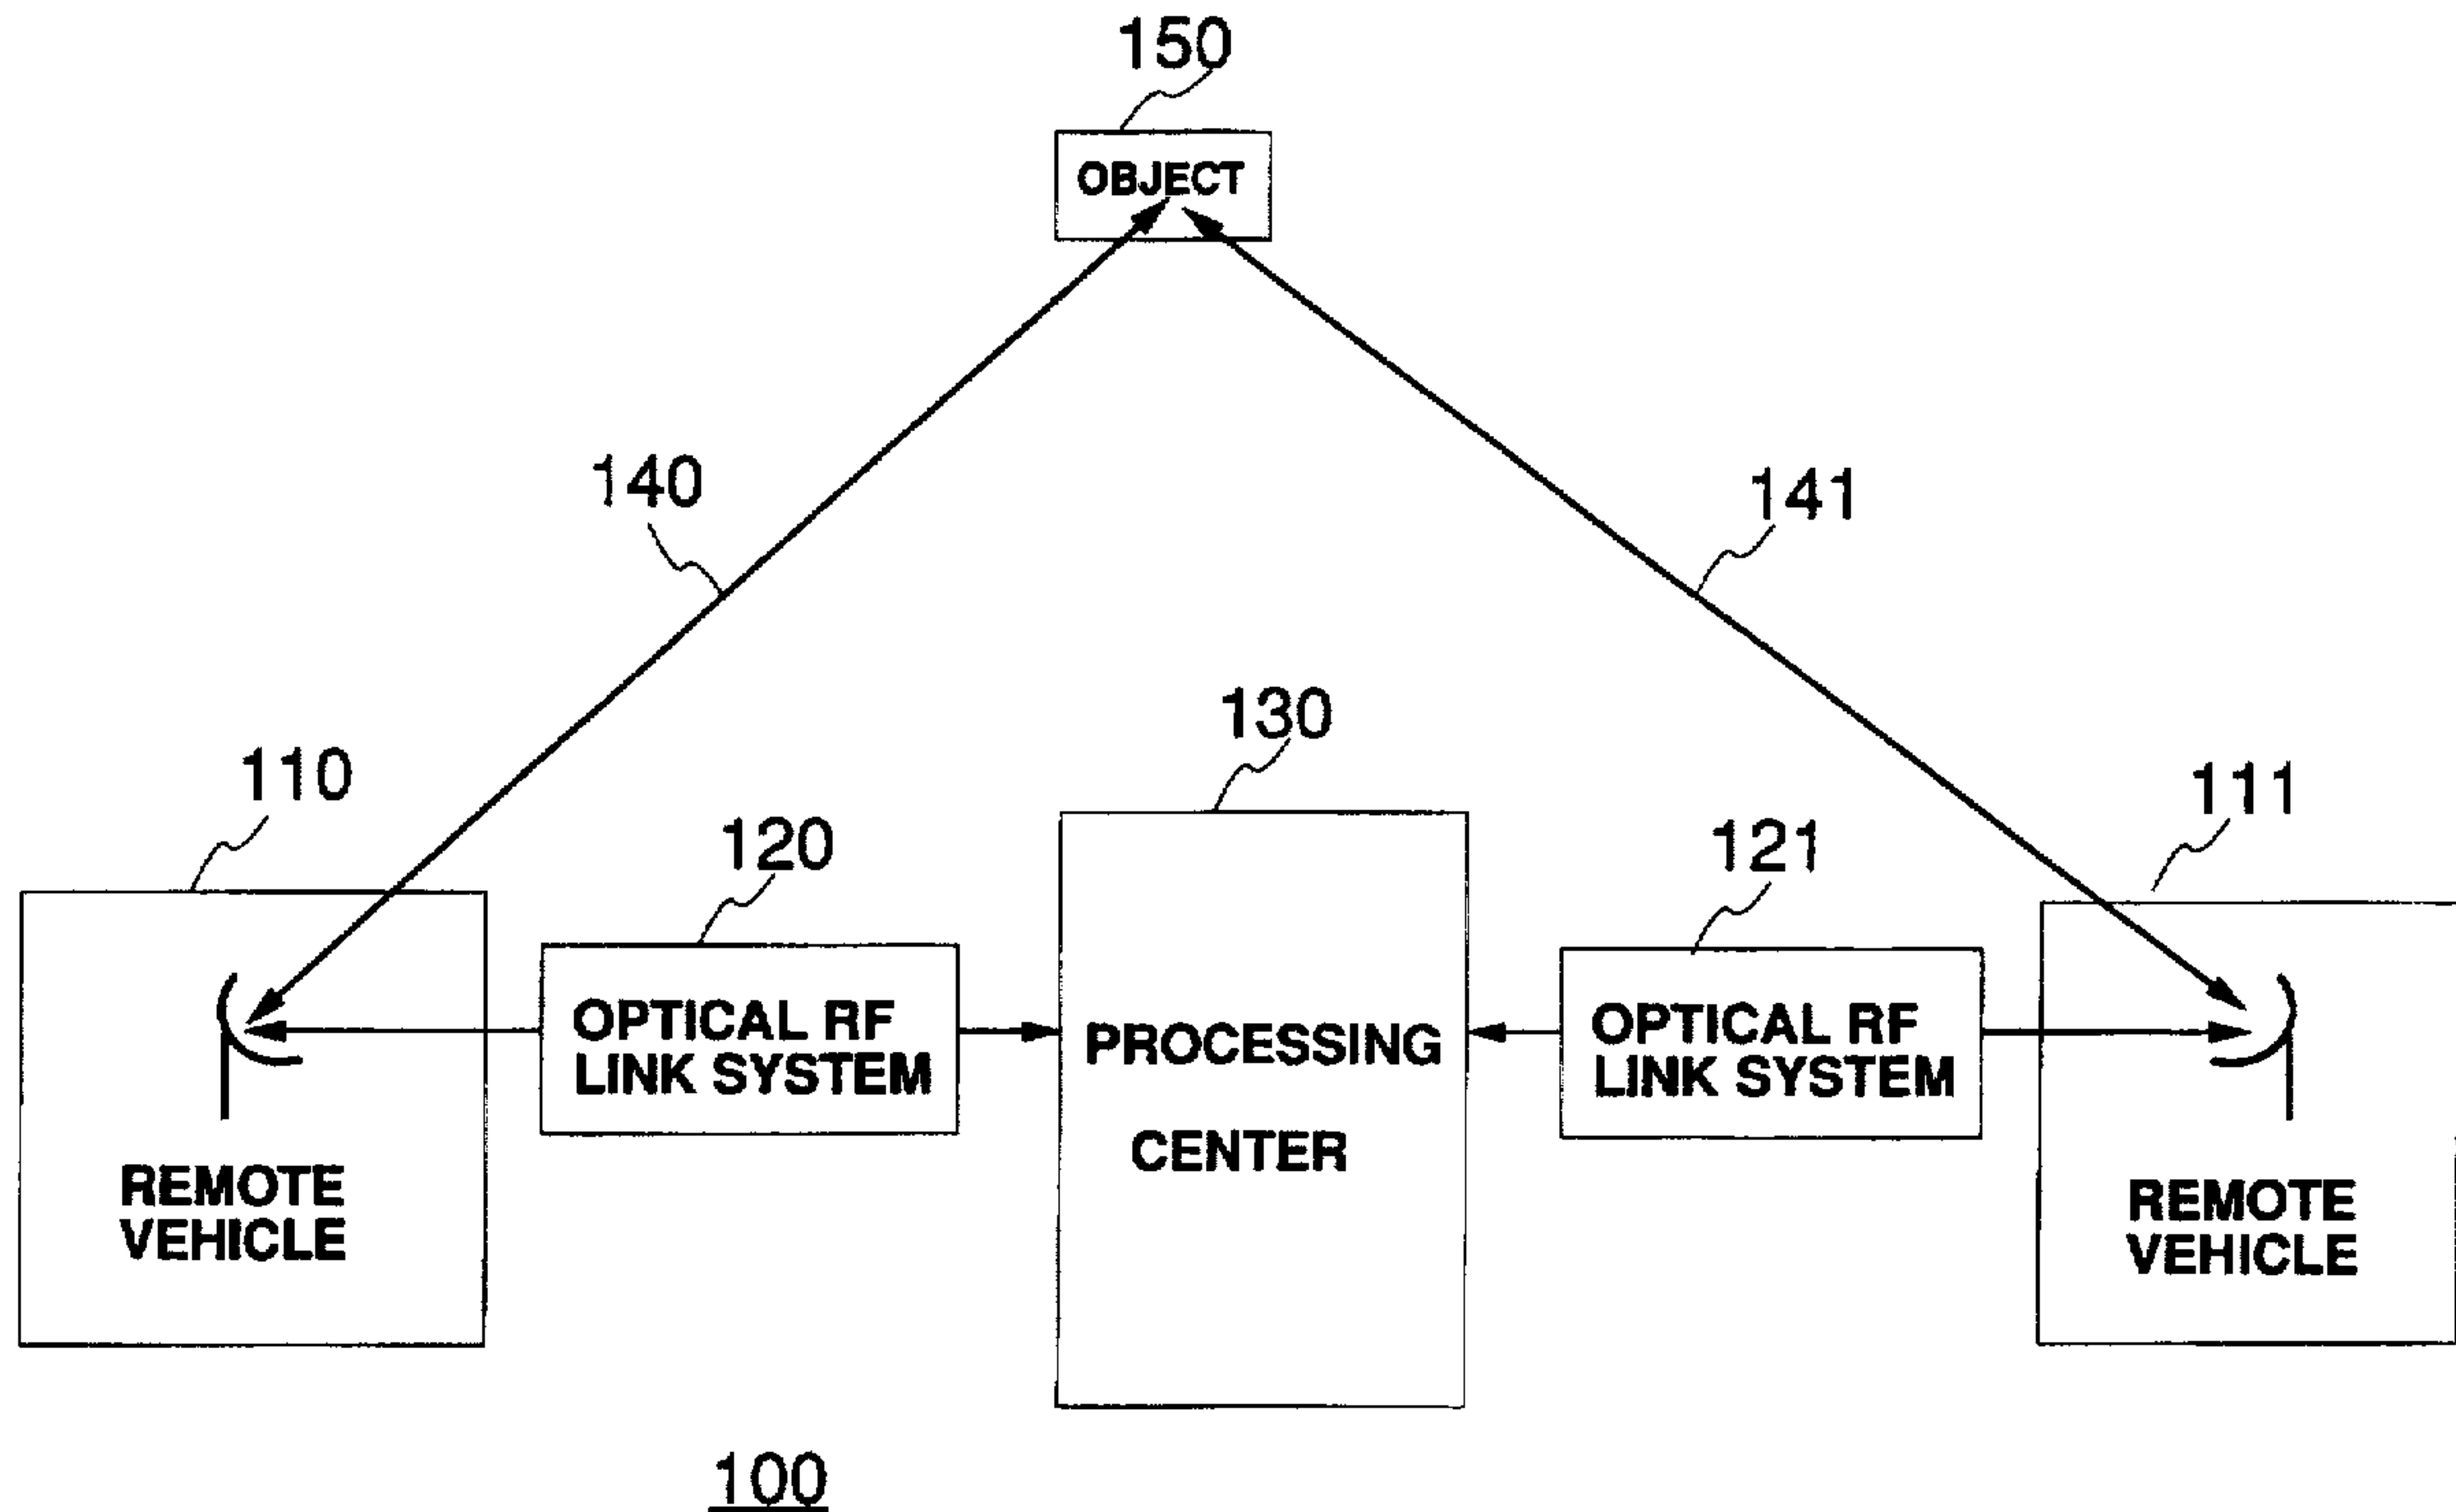 150
OBJECT
140
141
130
110
111
120
121
OPTICAL RF
LINK SYSTEM
PROCESSING
CENTER
OPTICAL RF
LINK SYSTEM
REMOTE
VEHICLE
REMOTE
VEHICLE
100